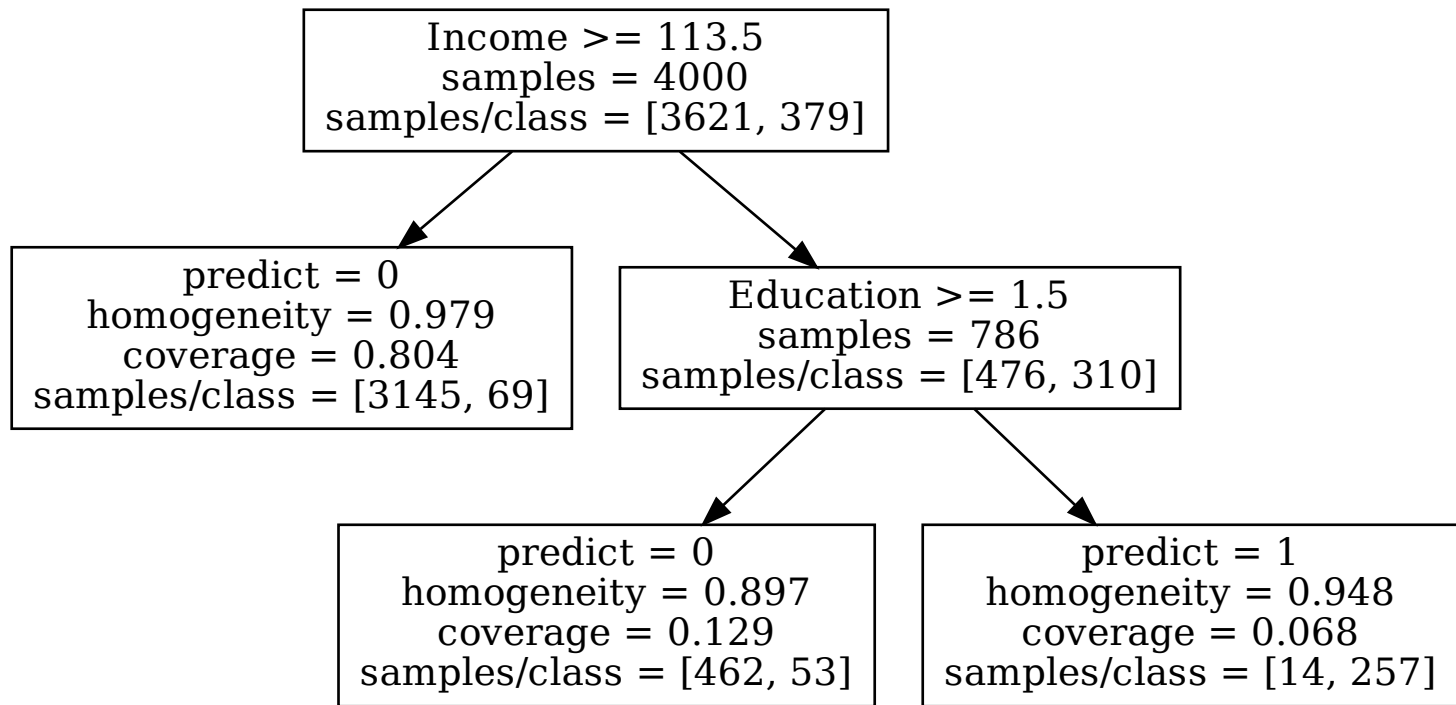 Income >= 113.5
samples = 4000
samples/class = [3621, 379]
predict = 0
homogeneity = 0.979
coverage = 0.804
samples/class = [3145, 69]
Education >= 1.5
samples = 786
samples/class = [476, 310]
predict = 0
homogeneity = 0.897
coverage = 0.129
samples/class = [462, 53]
predict = 1
homogeneity = 0.948
coverage = 0.068
samples/class = [14, 257]